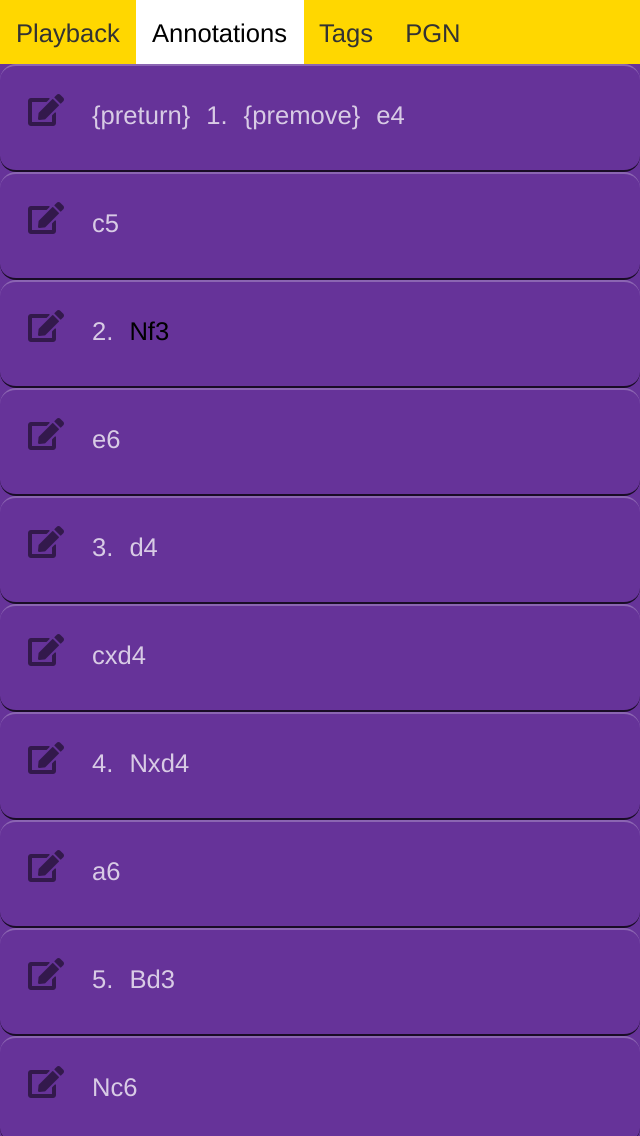 Playback Annotations Tags PGN
{preturn} 1. {premove} e4
c5
2. Nf3
e6
3. d4
cxd4
4. Nxd4
a6
5. Bd3
Nc6